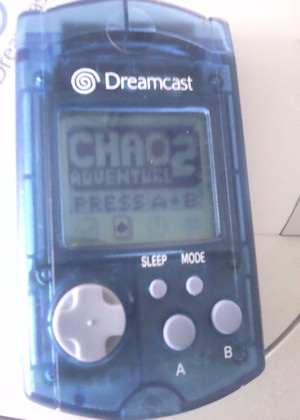 Dreamcast
CHAO 2
ADVENTURE
PRESS A+B
SLEEP MODE
A B